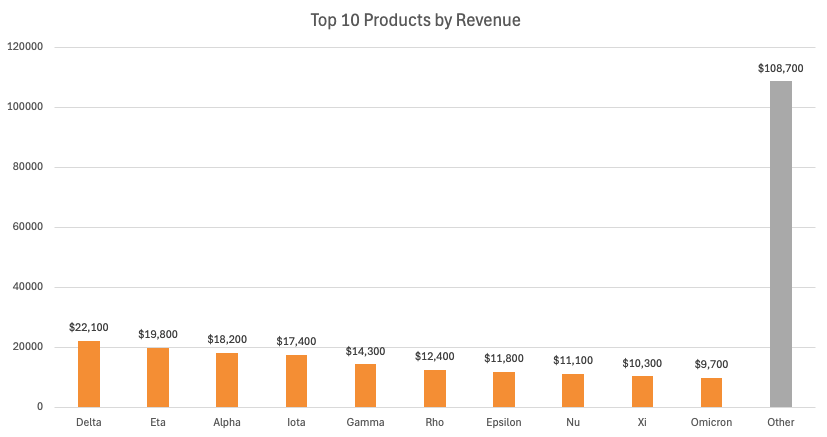 Top 10 Products by Revenue
120000
100000
80000
60000
40000
20000
0
$22,100
$19,800
$18,200
$17,400
$14,300
$12,400
$11,800
$11,100
$10,300
$9,700
$108,700
Delta
Eta
Alpha
Iota
Gamma
Rho
Epsilon
Nu
Xi
Omicron
Other